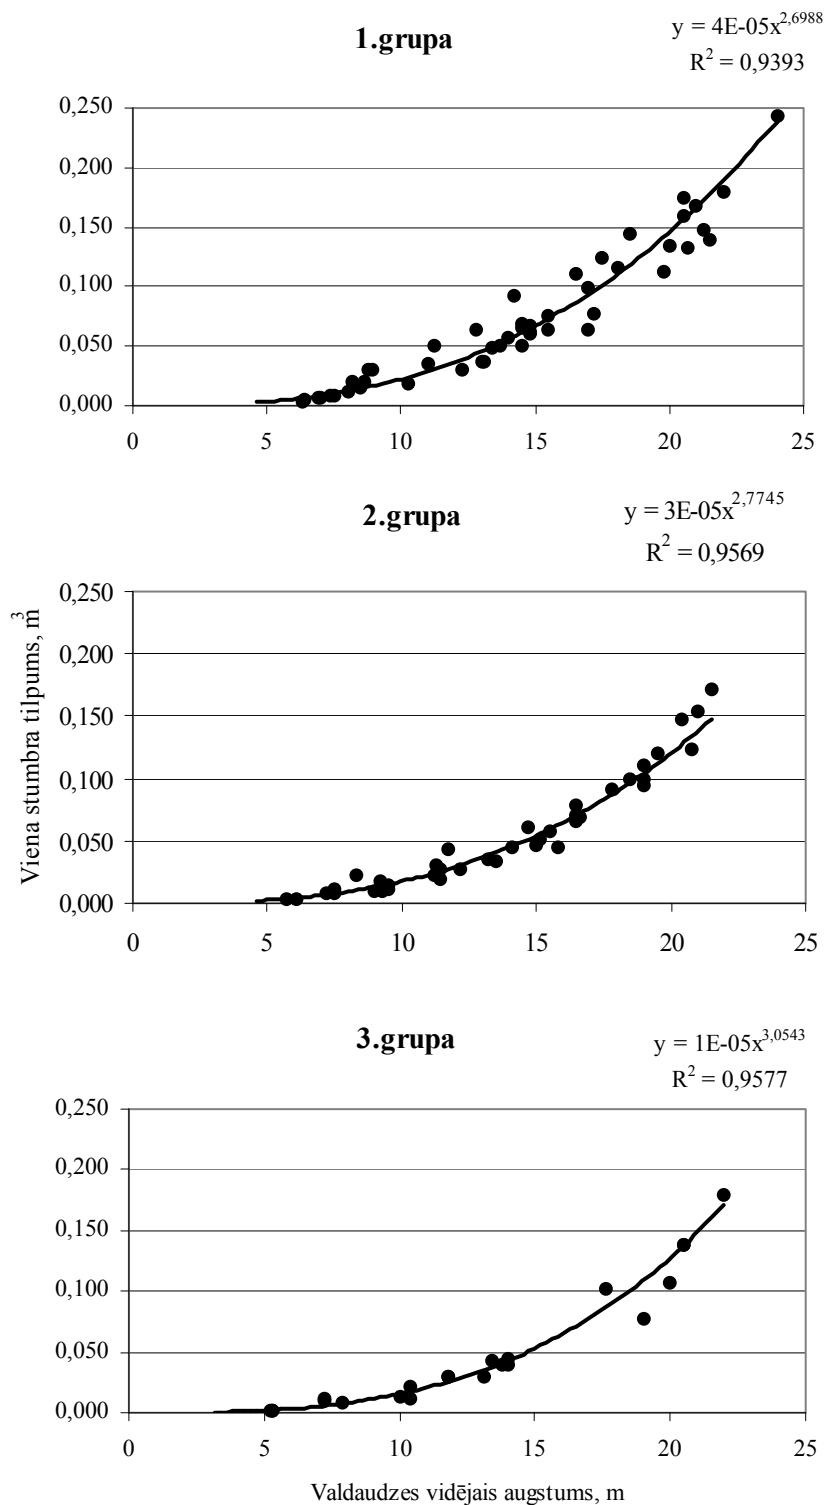 1.grupa
y = 4E-05x^2,6988
R² = 0,9393
0,250
0,200
0,150
0,100
0,050
0,000
0 5 10 15 20 25
2.grupa
y = 3E-05x^2,7745
R² = 0,9569
Viena stumbra tilpums, m³
0,250
0,200
0,150
0,100
0,050
0,000
0 5 10 15 20 25
3.grupa
y = 1E-05x^3,0543
R² = 0,9577
0,250
0,200
0,150
0,100
0,050
0,000
0 5 10 15 20 25
Valdaudzes vidējais augstums, m